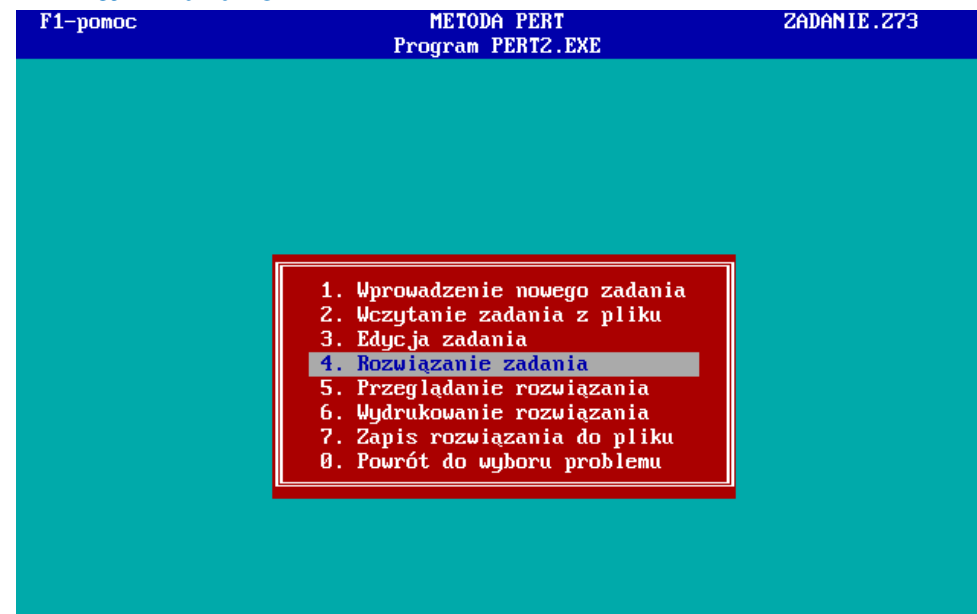 F1-pomoc METODA PERT ZADANIE.Z73
Program PERT2.EXE
1. Wprowadzenie nowego zadania
2. Wczytanie zadania z pliku
3. Edycja zadania
4. Rozwiązanie zadania
5. Przeglądanie rozwiązania
6. Wydrukowanie rozwiązania
7. Zapis rozwiązania do pliku
0. Powrót do wyboru problemu